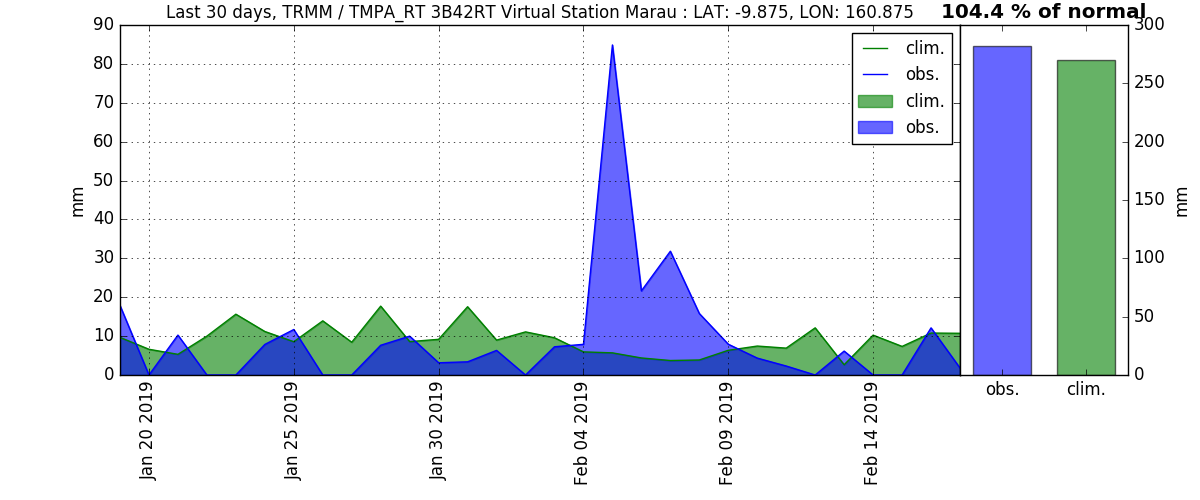 Last 30 days, TRMM / TMPA_RT 3B42RT Virtual Station Marau : LAT: -9.875, LON: 160.875
104.4 % of normal
90
80
70
60
50
40
30
20
10
0
mm
clim.
obs.
clim.
obs.
Jan 20 2019
Jan 25 2019
Jan 30 2019
Feb 04 2019
Feb 09 2019
Feb 14 2019
300
250
200
150
100
50
0
mm
obs.
clim.